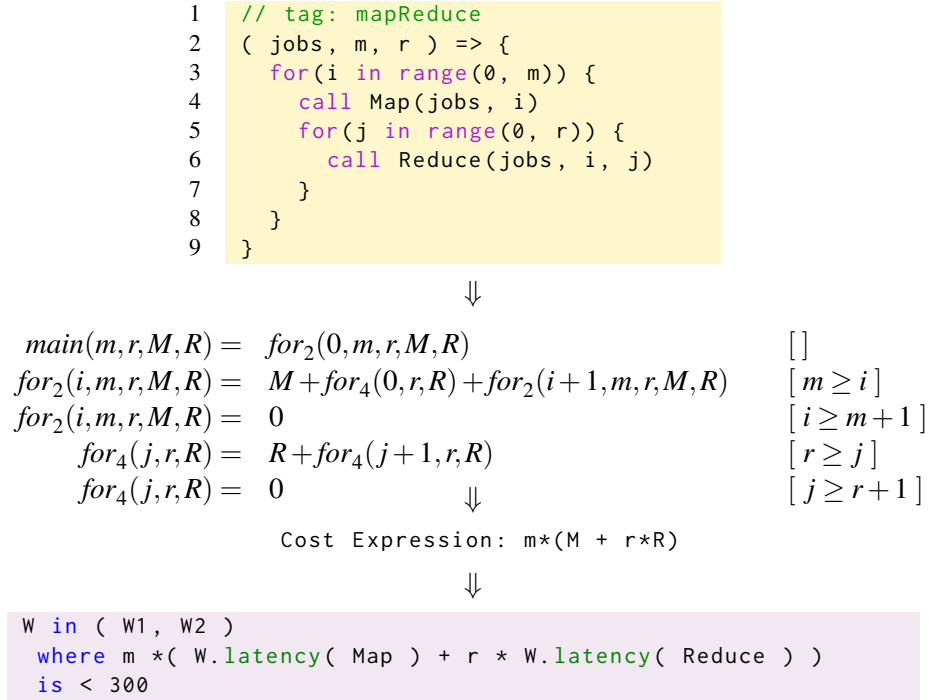 1 // tag: mapReduce
2 ( jobs, m, r ) => {
3 for(i in range(0, m)) {
4 call Map(jobs, i)
5 for(j in range(0, r)) {
6 call Reduce(jobs, i, j)
7 }
8 }
9 }
⇓
main(m,r,M,R) = for₂(0,m,r,M,R) [ ]
for₂(i,m,r,M,R) = M+for₄(0,r,R)+for₂(i+1,m,r,M,R) [ m ≥ i ]
for₂(i,m,r,M,R) = 0 [ i ≥ m+1 ]
for₄(j,r,R) = R+for₄(j+1,r,R) [ r ≥ j ]
for₄(j,r,R) = 0 [ j ≥ r+1 ]
⇓
Cost Expression: m*(M + r*R)
⇓
W in ( W1, W2 )
where m *( W.latency( Map ) + r * W.latency( Reduce ) )
is < 300